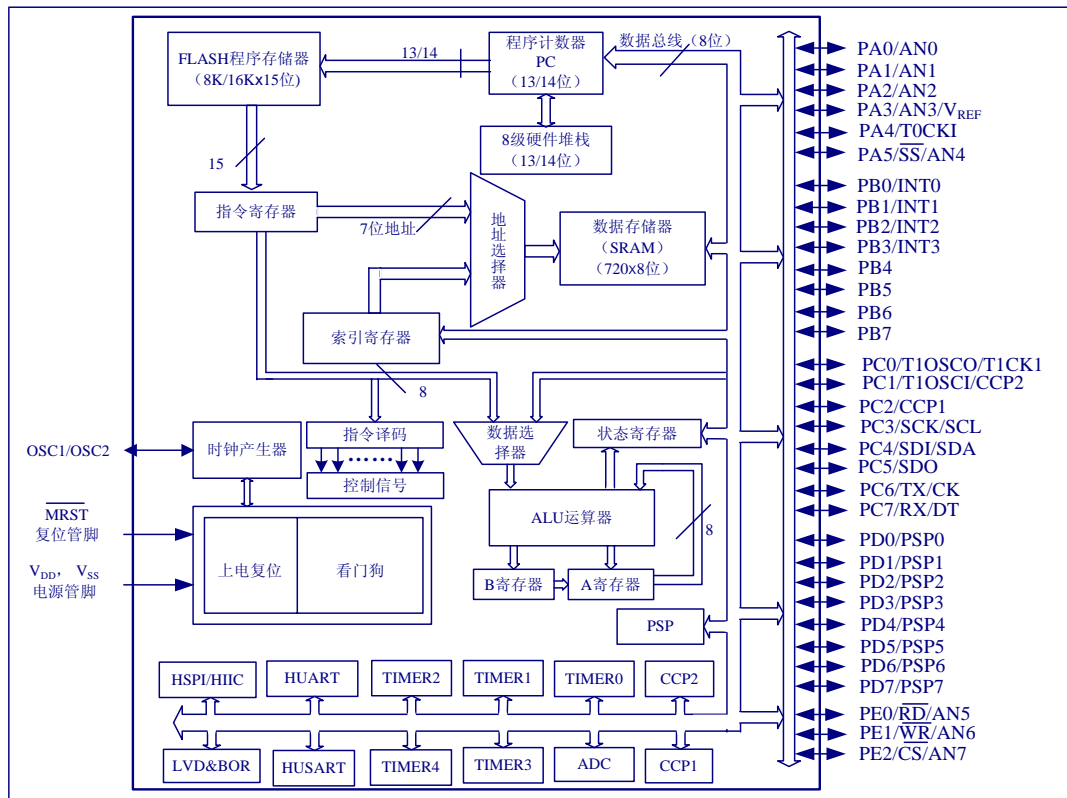 FLASH程序存储器
（8K/16Kx15位)
13/14
程序计数器
PC
（13/14位）
数据总线（8位）
8级硬件堆栈
（13/14位）
15
指令寄存器
7位地址
地址选择器
数据存储器
（SRAM）
（720x8位）
索引寄存器
8
指令译码
······
控制信号
数据选
择器
状态寄存器
ALU运算器
8
B寄存器
A寄存器
PSP
OSC1/OSC2
时钟产生器
MRST
复位管脚
VDD， VSS
电源管脚
上电复位
看门狗
HSPI/HIIC
HUART
TIMER2
TIMER1
TIMER0
CCP2
LVD&BOR
HUSART
TIMER4
TIMER3
ADC
CCP1
PA0/AN0
PA1/AN1
PA2/AN2
PA3/AN3/VREF
PA4/T0CKI
PA5/SS/AN4
PB0/INT0
PB1/INT1
PB2/INT2
PB3/INT3
PB4
PB5
PB6
PB7
PC0/T1OSCO/T1CK1
PC1/T1OSCI/CCP2
PC2/CCP1
PC3/SCK/SCL
PC4/SDI/SDA
PC5/SDO
PC6/TX/CK
PC7/RX/DT
PD0/PSP0
PD1/PSP1
PD2/PSP2
PD3/PSP3
PD4/PSP4
PD5/PSP5
PD6/PSP6
PD7/PSP7
PE0/RD/AN5
PE1/WR/AN6
PE2/CS/AN7